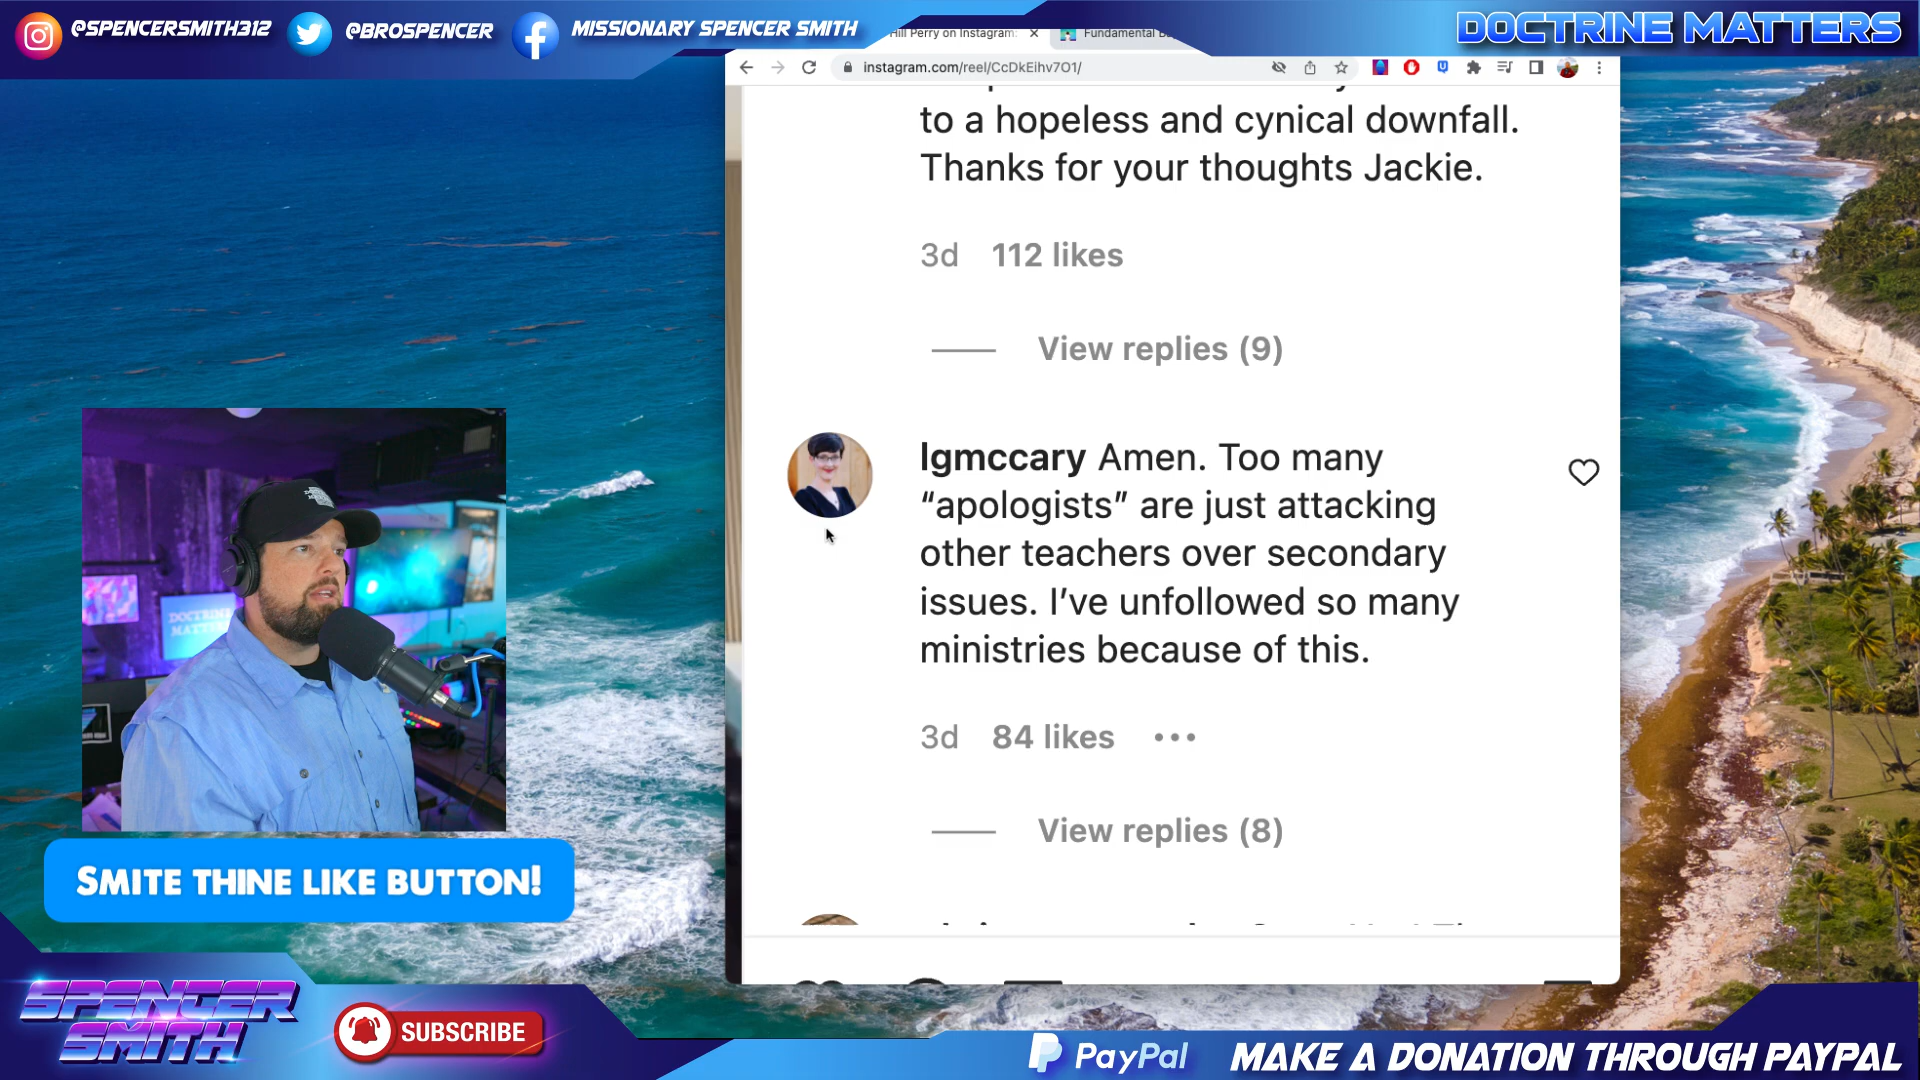 @SPENCERSMITH312
@BROSPENCER
MISSIONARY SPENCER SMITH
DOCTRINE MATTERS
Hill Perry on Instagram:
Fundamental
instagram.com/reel/CcDkEihv7O1/
to a hopeless and cynical downfall.
Thanks for your thoughts Jackie.
3d 112 likes
View replies (9)
lgmccary Amen. Too many
“apologists” are just attacking
other teachers over secondary
issues. I’ve unfollowed so many
ministries because of this.
3d 84 likes
View replies (8)
DOCTRINE
MATTERS
SMITE THINE LIKE BUTTON!
SPENCER
SMITH
SUBSCRIBE
PayPal MAKE A DONATION THROUGH PAYPAL